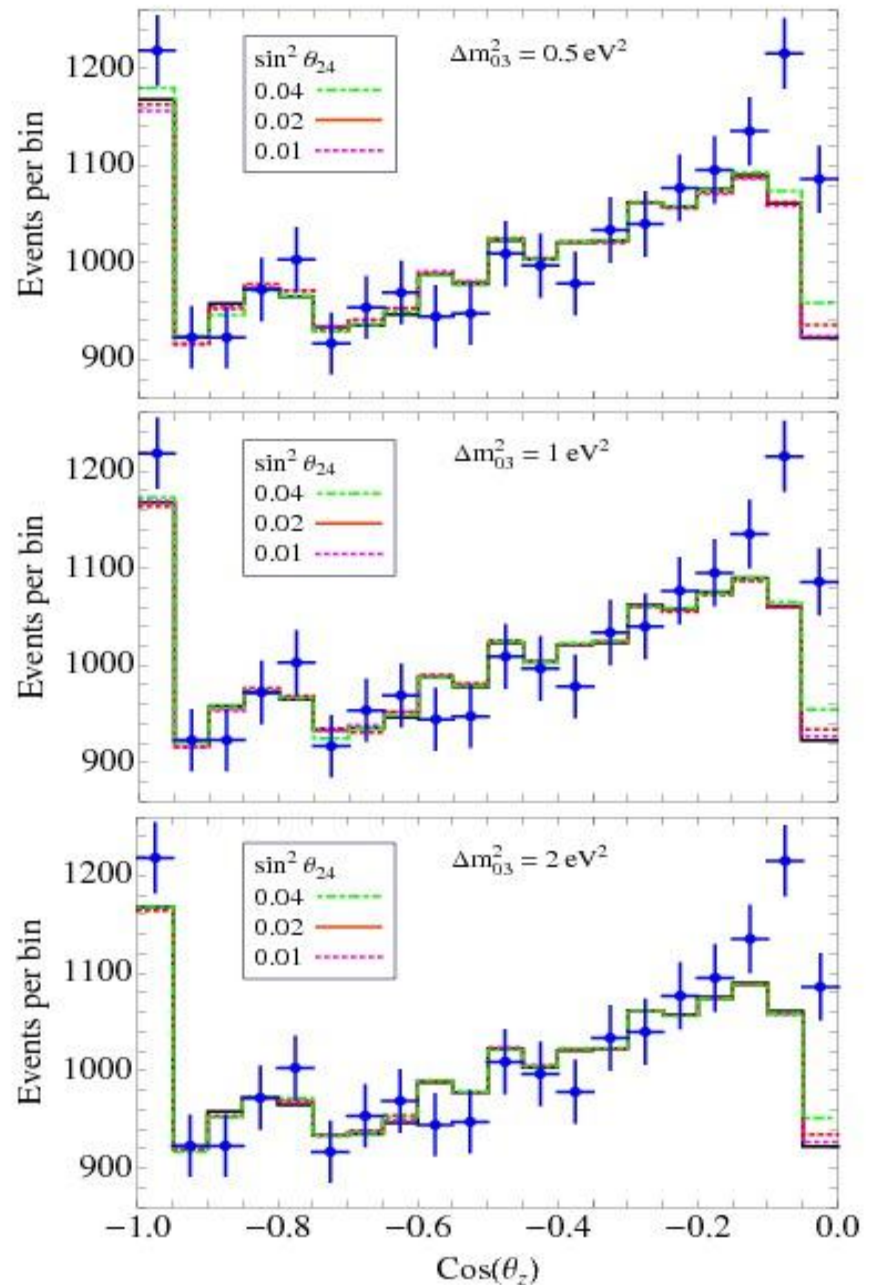 sin² θ₂₄
0.04
0.02
0.01
Δm²₀₃ = 0.5 eV²
1200
1100
1000
900
Events per bin
sin² θ₂₄
0.04
0.02
0.01
Δm²₀₃ = 1 eV²
1200
1100
1000
900
Events per bin
sin² θ₂₄
0.04
0.02
0.01
Δm²₀₃ = 2 eV²
1200
1100
1000
900
Events per bin
−1.0 −0.8 −0.6 −0.4 −0.2 0.0
Cos(θ_z)